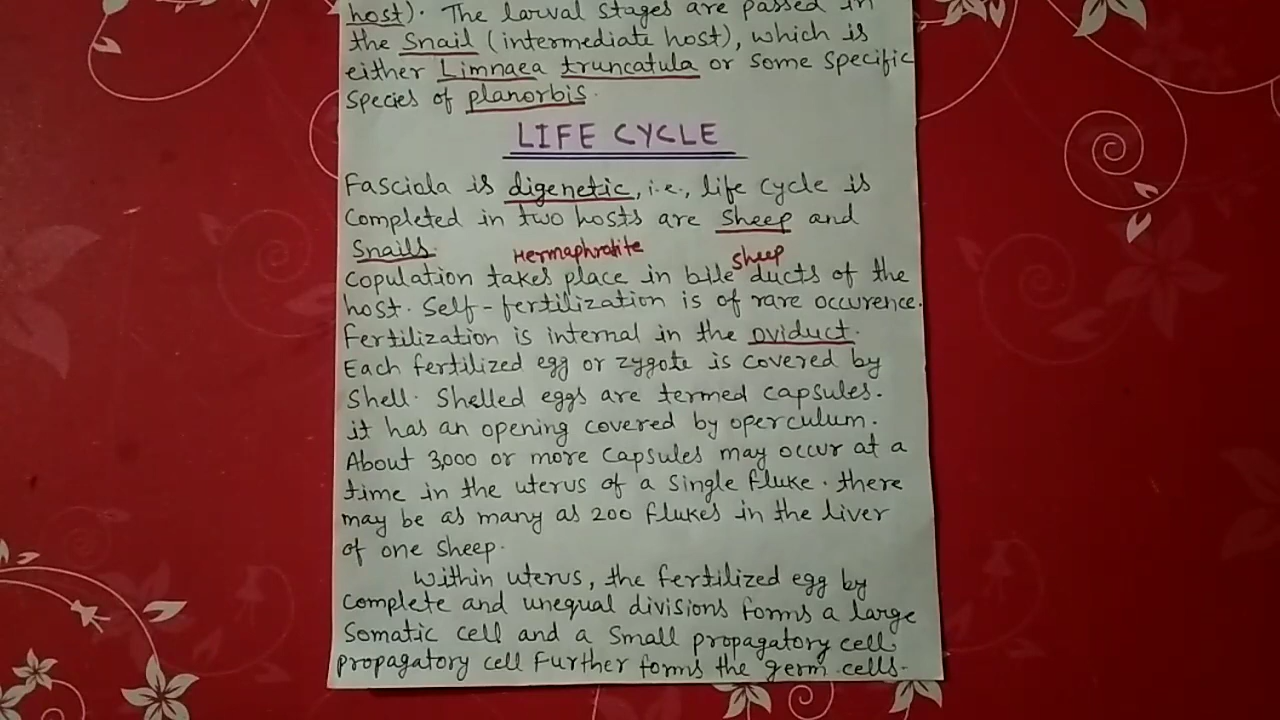 host). The larval stages are passed in
the Snail (intermediate host), which is
either Limnaea truncatula or some specific
species of planorbis.
LIFE CYCLE
Fasciola is digenetic, i.e., life cycle is
completed in two hosts are sheep and
Snails.
Hermaphratite sheep
copulation takes place in bile ducts of the
host. Self-fertilization is of rare occurence.
Fertilization is internal in the oviduct.
Each fertilized egg or zygote is covered by
shell. Shelled eggs are termed capsules.
it has an opening covered by operculum.
About 3,000 or more capsules may occur at a
time in the uterus of a single fluke. there
may be as many as 200 flukes in the liver
of one sheep.
Within uterus, the fertilized egg by
complete and unequal divisions forms a large
Somatic cell and a small propagatory cell.
propagatory cell further forms the germ cells.